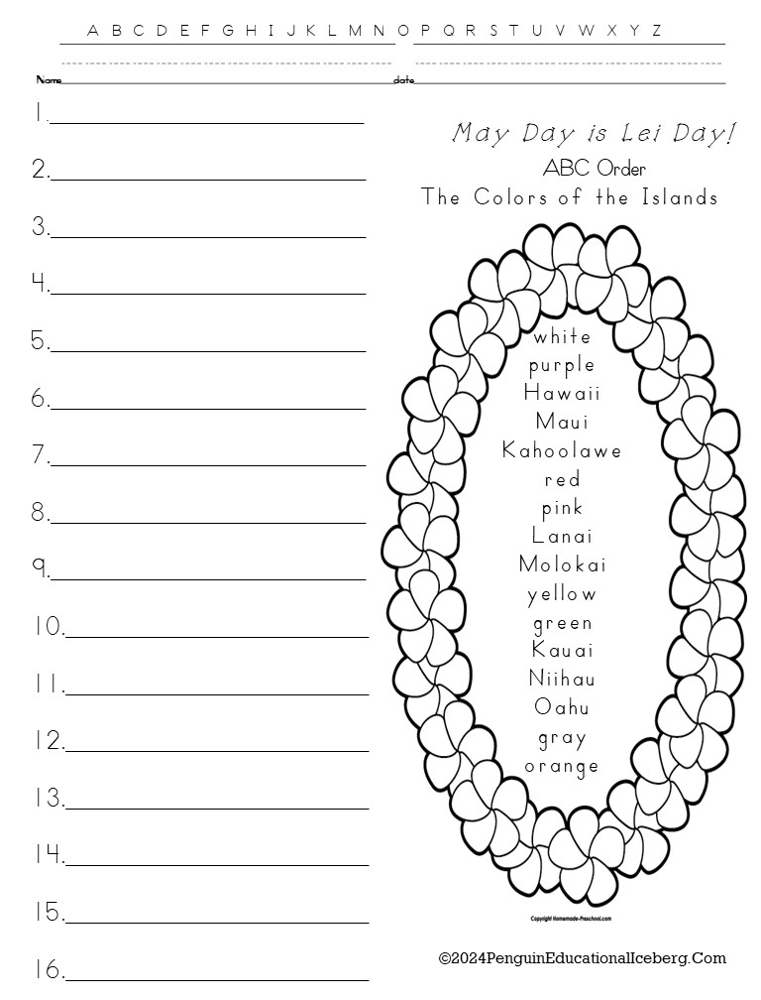 A B C D E F G H I J K L M N O P Q R S T U V W X Y Z
Name date
1.
2.
3.
4.
5.
6.
7.
8.
9.
10.
11.
12.
13.
14.
15.
16.
May Day is Lei Day!
ABC Order
The Colors of the Islands
white
purple
Hawaii
Maui
Kahoolawe
red
pink
Lanai
Molokai
yellow
green
Kauai
Niihau
Oahu
gray
orange
Copyright Homemade-Preschool.com
©2024PenguinEducationalIceberg.Com